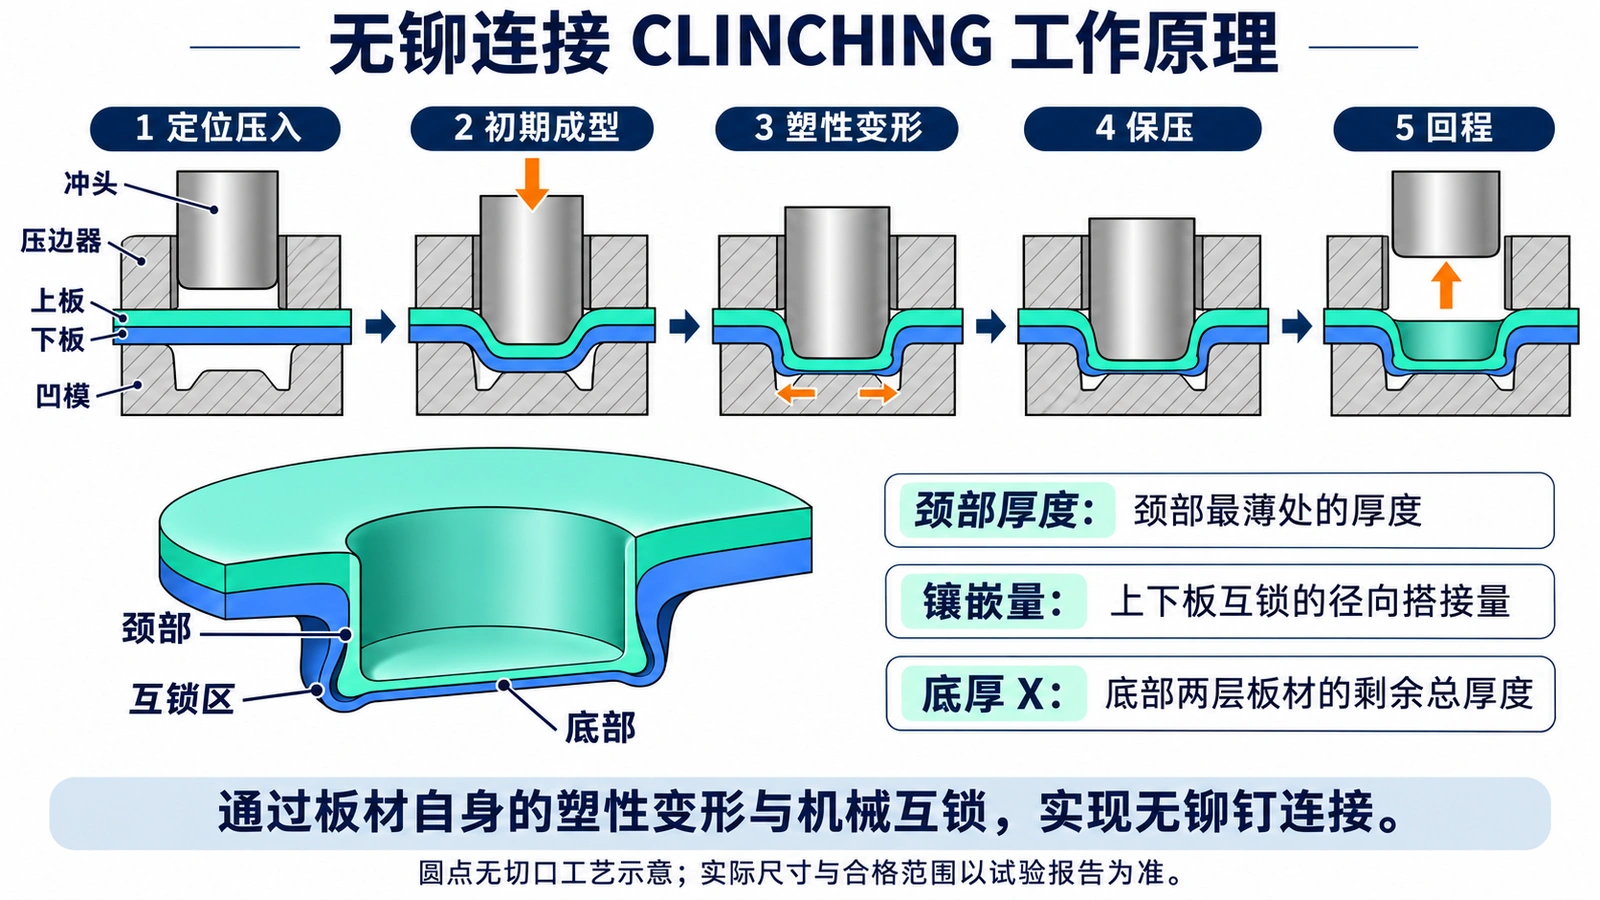 无铆连接 CLINCHING 工作原理
1 定位压入
2 初期成型
3 塑性变形
4 保压
5 回程
冲头
压边器
上板
下板
凹模
颈部
互锁区
底部
颈部厚度： 颈部最薄处的厚度
镶嵌量： 上下板互锁的径向搭接量
底厚 X： 底部两层板材的剩余总厚度
通过板材自身的塑性变形与机械互锁，实现无铆钉连接。
圆点无切口工艺示意；实际尺寸与合格范围以试验报告为准。